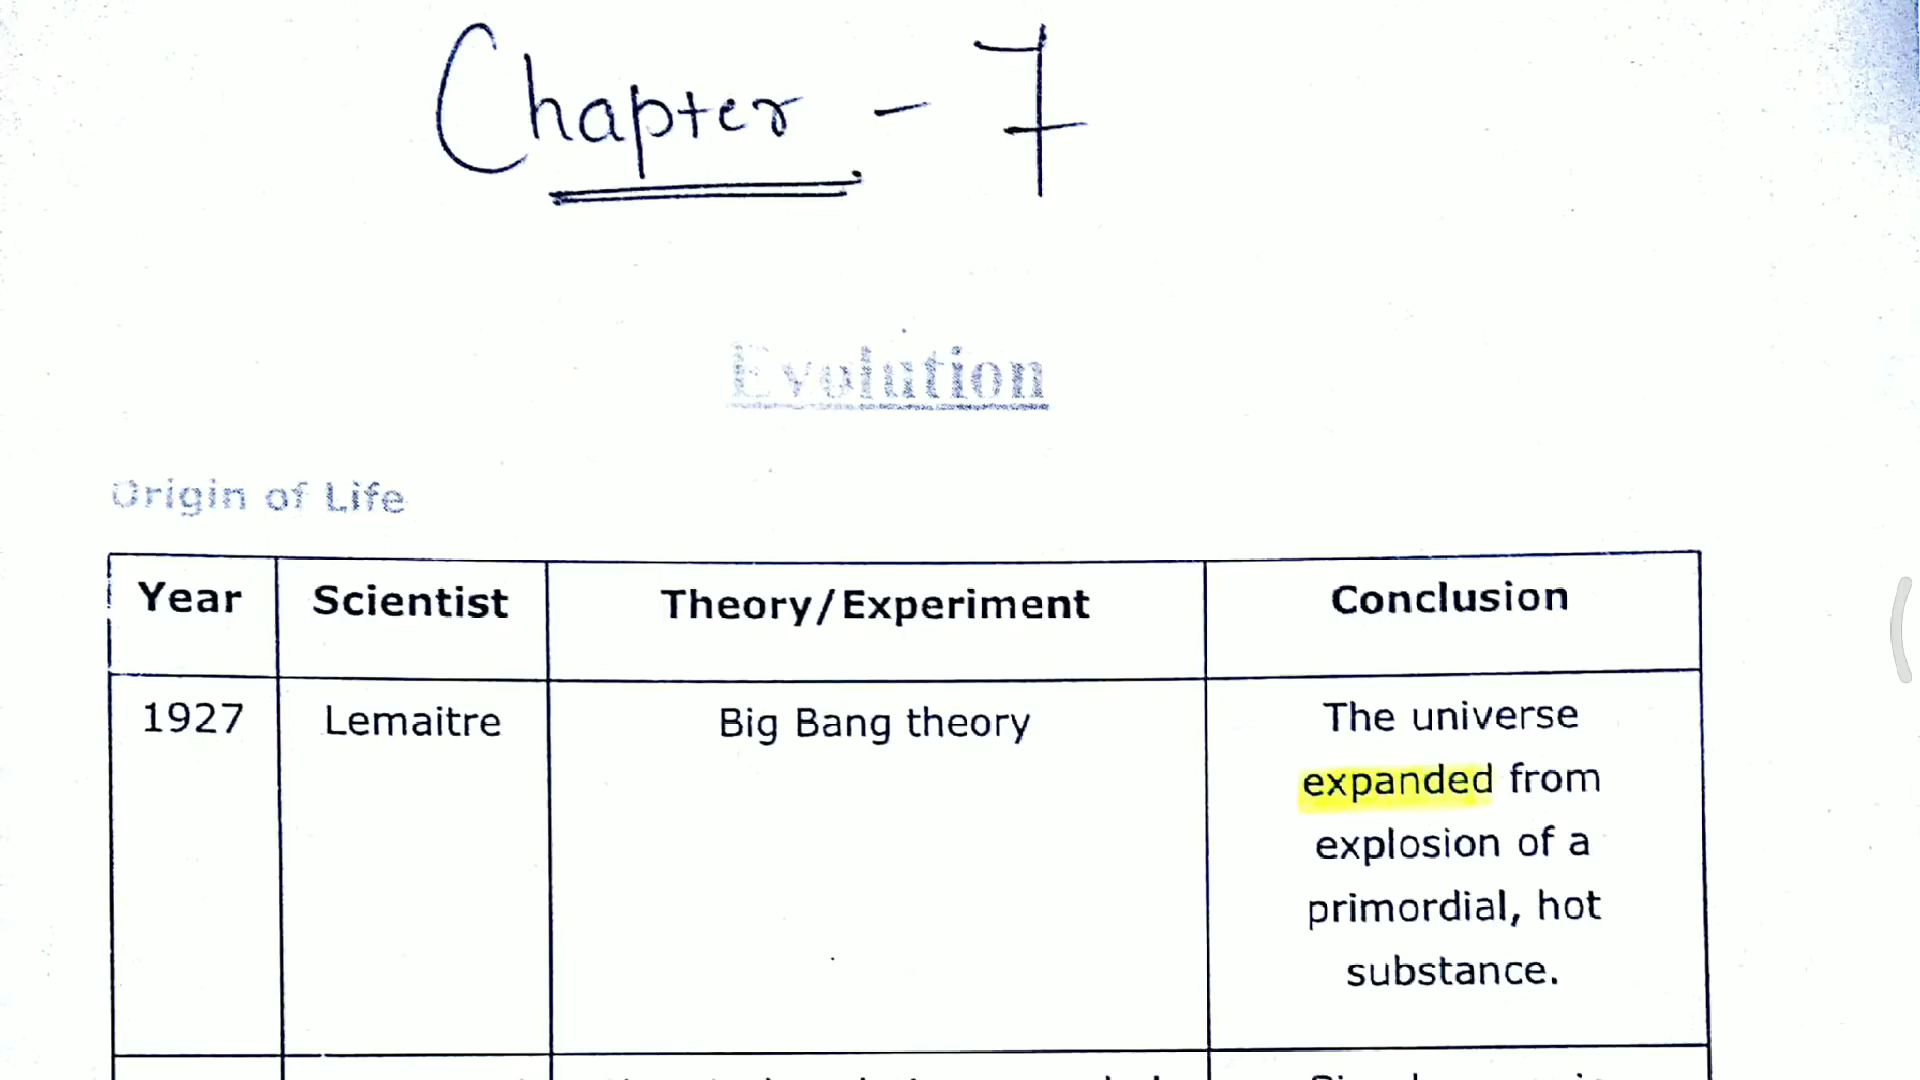 Chapter - 7
Evolution
Origin of Life
Year Scientist Theory/Experiment Conclusion
1927 Lemaitre Big Bang theory The universe
expanded from
explosion of a
primordial, hot
substance.